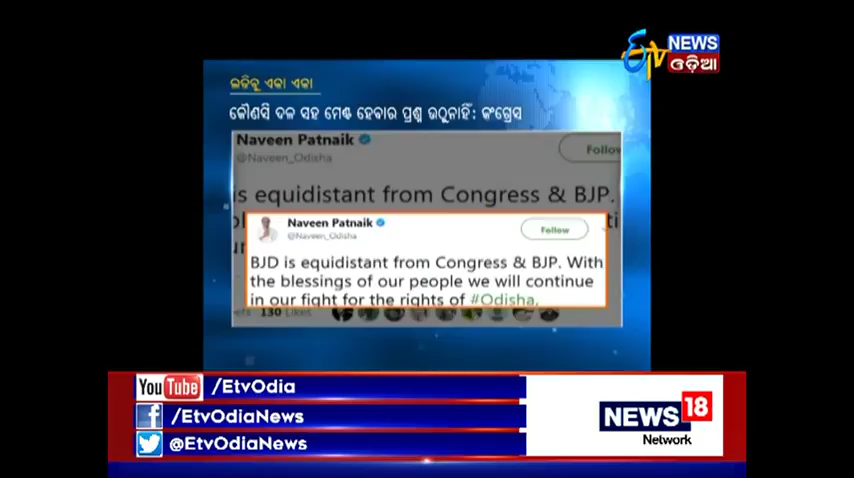 Etv NEWS
ଓଡ଼ିଆ
ଲଢିବୁ ଏକା ଏକା
କୌଣସି ଦଳ ସହ ମେଣ୍ଟ ହେବାର ପ୍ରଶ୍ନ ଉଠୁନାହିଁ : କଂଗ୍ରେସ
Naveen Patnaik
@Naveen_Odisha
Follow
is equidistant from Congress & BJP.
Naveen Patnaik
@Naveen_Odisha
Follow
BJD is equidistant from Congress & BJP. With
the blessings of our people we will continue
in our fight for the rights of #Odisha.
130 Likes
YouTube /EtvOdia
/EtvOdiaNews
@EtvOdiaNews
NEWS 18
Network